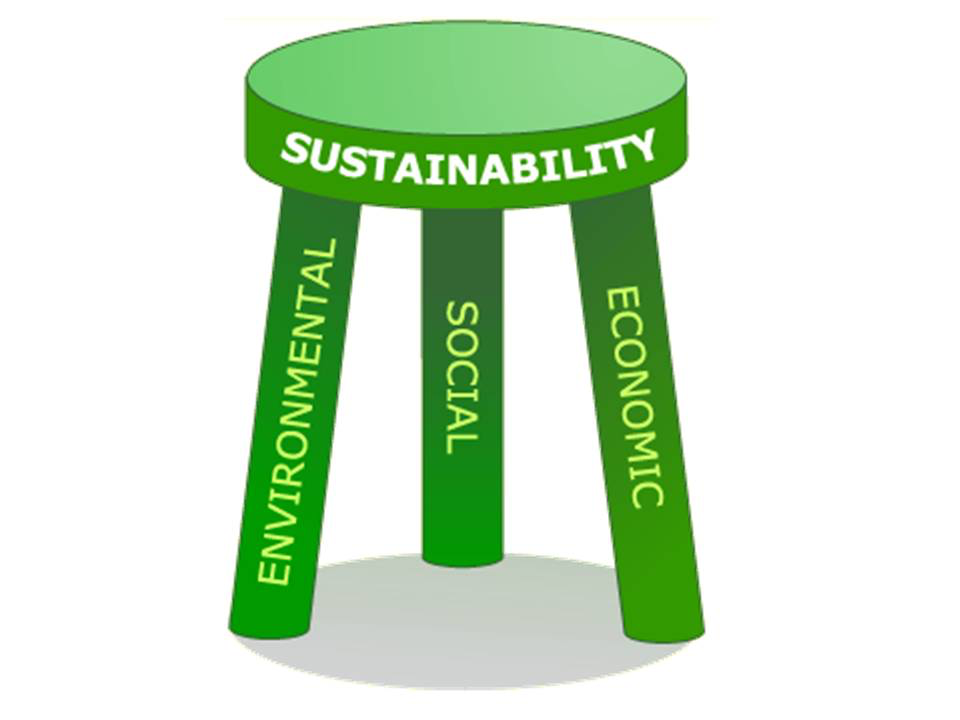 SUSTAINABILITY
ENVIRONMENTAL
SOCIAL
ECONOMIC